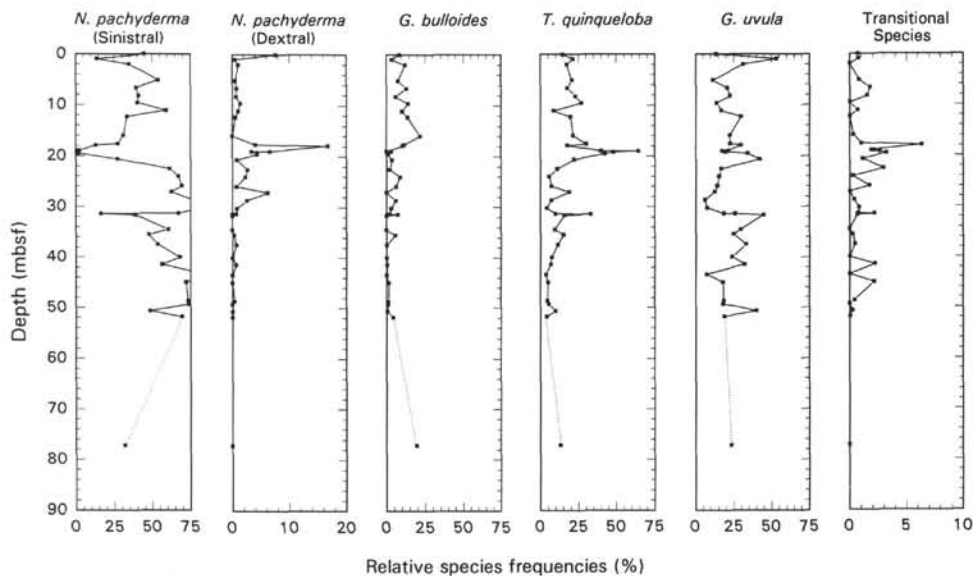 N. pachyderma (Sinistral)
N. pachyderma (Dextral)
G. bulloides
T. quinqueloba
G. uvula
Transitional Species
Depth (mbsf)
0
10
20
30
40
50
60
70
80
90
0 25 50 75
0 10 20
0 25 50 75
0 25 50 75
0 25 50 75
0 5 10
Relative species frequencies (%)